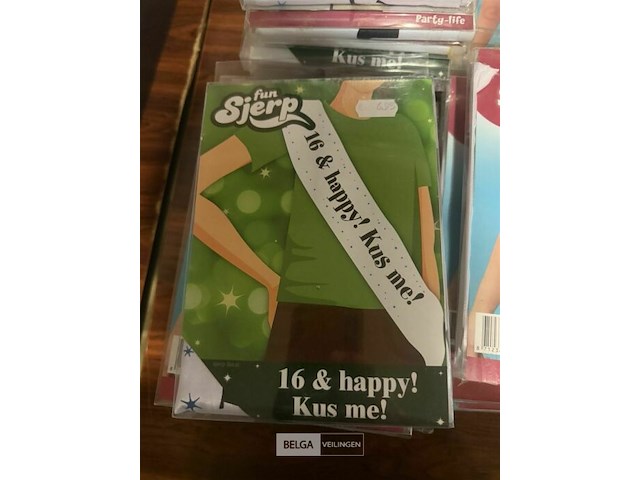 Party-life
Kus me!
fun
Sjerp
16 & happy! Kus me!
16 & happy!
Kus me!
BELGA VEILINGEN